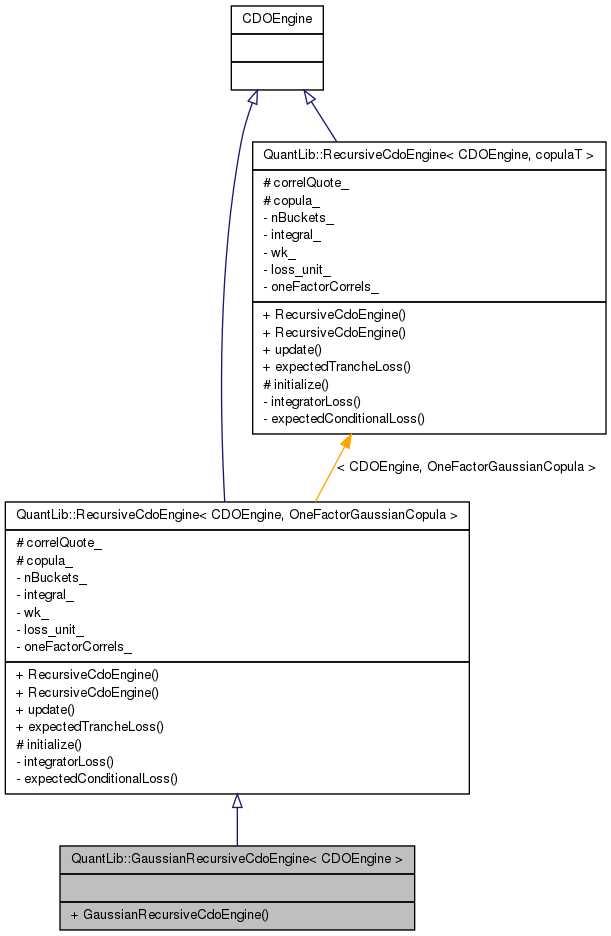 CDOEngine
QuantLib::RecursiveCdoEngine< CDOEngine, copulaT >
# correlQuote_
# copula_
- nBuckets_
- integral_
- wk_
- loss_unit_
- oneFactorCorrels_
+ RecursiveCdoEngine()
+ RecursiveCdoEngine()
+ update()
+ expectedTrancheLoss()
# initialize()
- integratorLoss()
- expectedConditionalLoss()
< CDOEngine, OneFactorGaussianCopula >
QuantLib::RecursiveCdoEngine< CDOEngine, OneFactorGaussianCopula >
# correlQuote_
# copula_
- nBuckets_
- integral_
- wk_
- loss_unit_
- oneFactorCorrels_
+ RecursiveCdoEngine()
+ RecursiveCdoEngine()
+ update()
+ expectedTrancheLoss()
# initialize()
- integratorLoss()
- expectedConditionalLoss()
QuantLib::GaussianRecursiveCdoEngine< CDOEngine >
+ GaussianRecursiveCdoEngine()